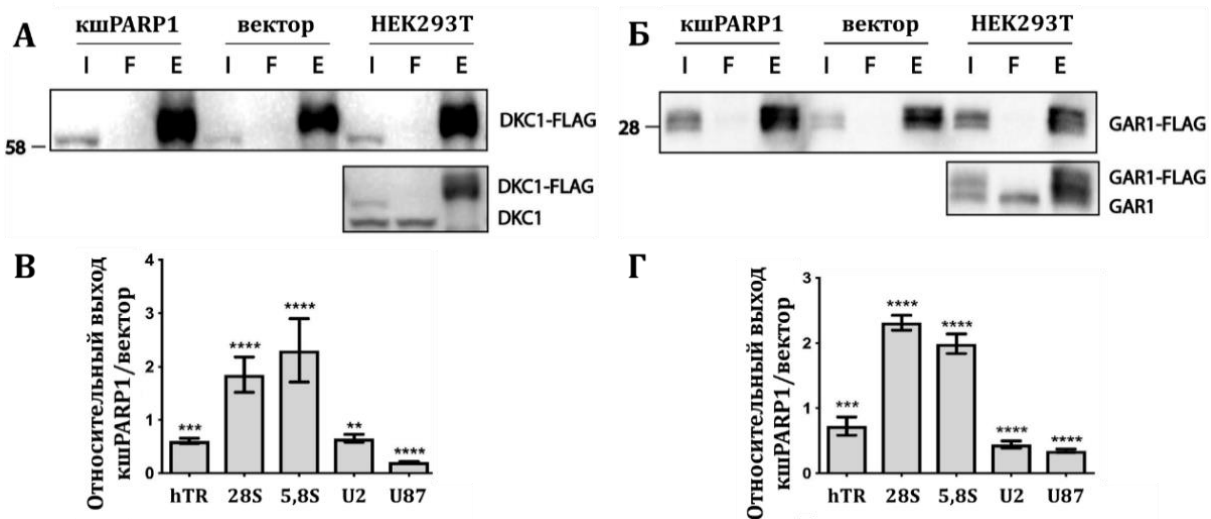 А
кшPARP1 вектор HEK293T
I F E I F E I F E
58
DKC1-FLAG
DKC1-FLAG
DKC1
Б
кшPARP1 вектор HEK293T
I F E I F E I F E
28
GAR1-FLAG
GAR1-FLAG
GAR1
В
Относительный выход
кшPARP1/вектор
4
3
2
1
0
*** **** **** ** ****
hTR 28S 5,8S U2 U87
Г
Относительный выход
кшPARP1/вектор
3
2
1
0
*** **** **** **** ****
hTR 28S 5,8S U2 U87